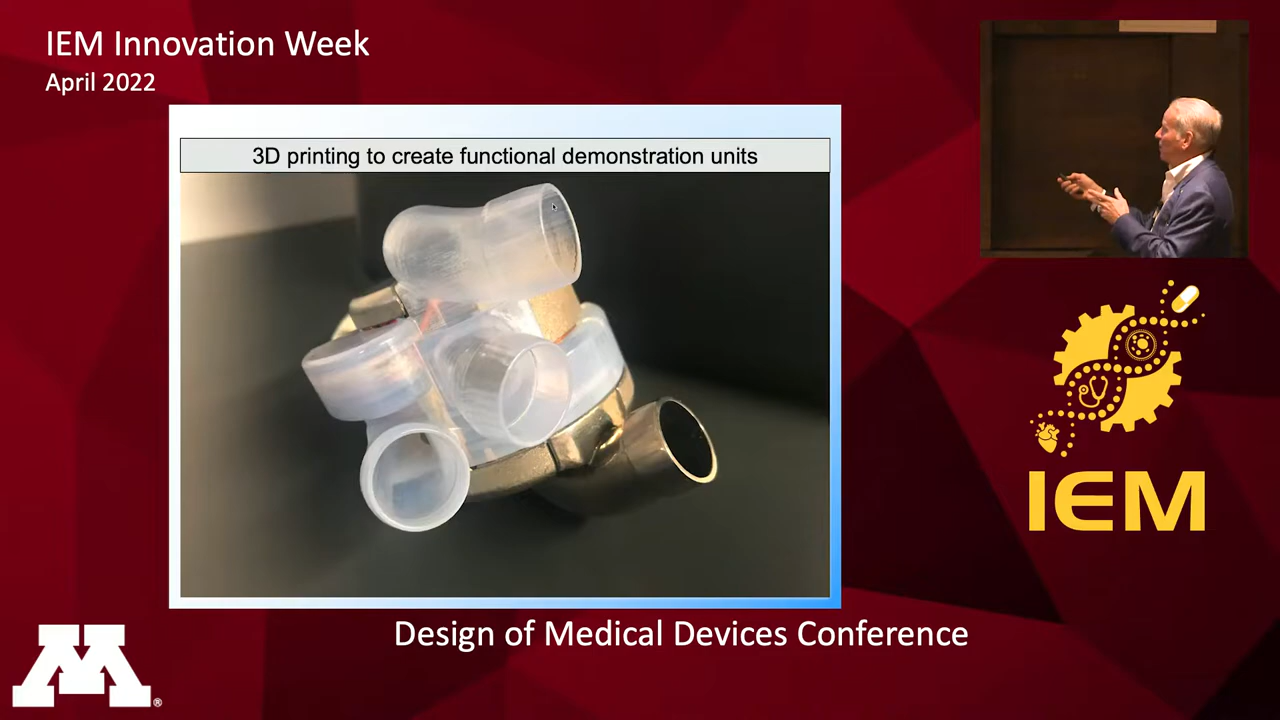 IEM Innovation Week
April 2022
3D printing to create functional demonstration units
IEM
Design of Medical Devices Conference
M®